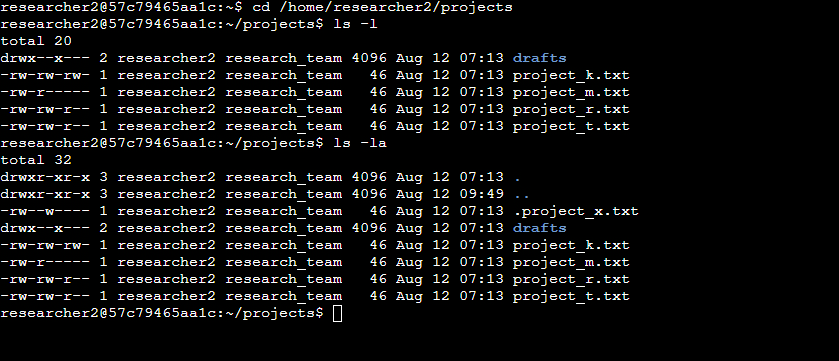 researcher2@57c79465aa1c:~$ cd /home/researcher2/projects
researcher2@57c79465aa1c:~/projects$ ls -l
total 20
drwx--x--- 2 researcher2 research_team 4096 Aug 12 07:13 drafts
-rw-rw-rw- 1 researcher2 research_team   46 Aug 12 07:13 project_k.txt
-rw-r----- 1 researcher2 research_team   46 Aug 12 07:13 project_m.txt
-rw-rw-r-- 1 researcher2 research_team   46 Aug 12 07:13 project_r.txt
-rw-rw-r-- 1 researcher2 research_team   46 Aug 12 07:13 project_t.txt
researcher2@57c79465aa1c:~/projects$ ls -la
total 32
drwxr-xr-x 3 researcher2 research_team 4096 Aug 12 07:13 .
drwxr-xr-x 3 researcher2 research_team 4096 Aug 12 09:49 ..
-rw--w---- 1 researcher2 research_team   46 Aug 12 07:13 .project_x.txt
drwx--x--- 2 researcher2 research_team 4096 Aug 12 07:13 drafts
-rw-rw-rw- 1 researcher2 research_team   46 Aug 12 07:13 project_k.txt
-rw-r----- 1 researcher2 research_team   46 Aug 12 07:13 project_m.txt
-rw-rw-r-- 1 researcher2 research_team   46 Aug 12 07:13 project_r.txt
-rw-rw-r-- 1 researcher2 research_team   46 Aug 12 07:13 project_t.txt
researcher2@57c79465aa1c:~/projects$